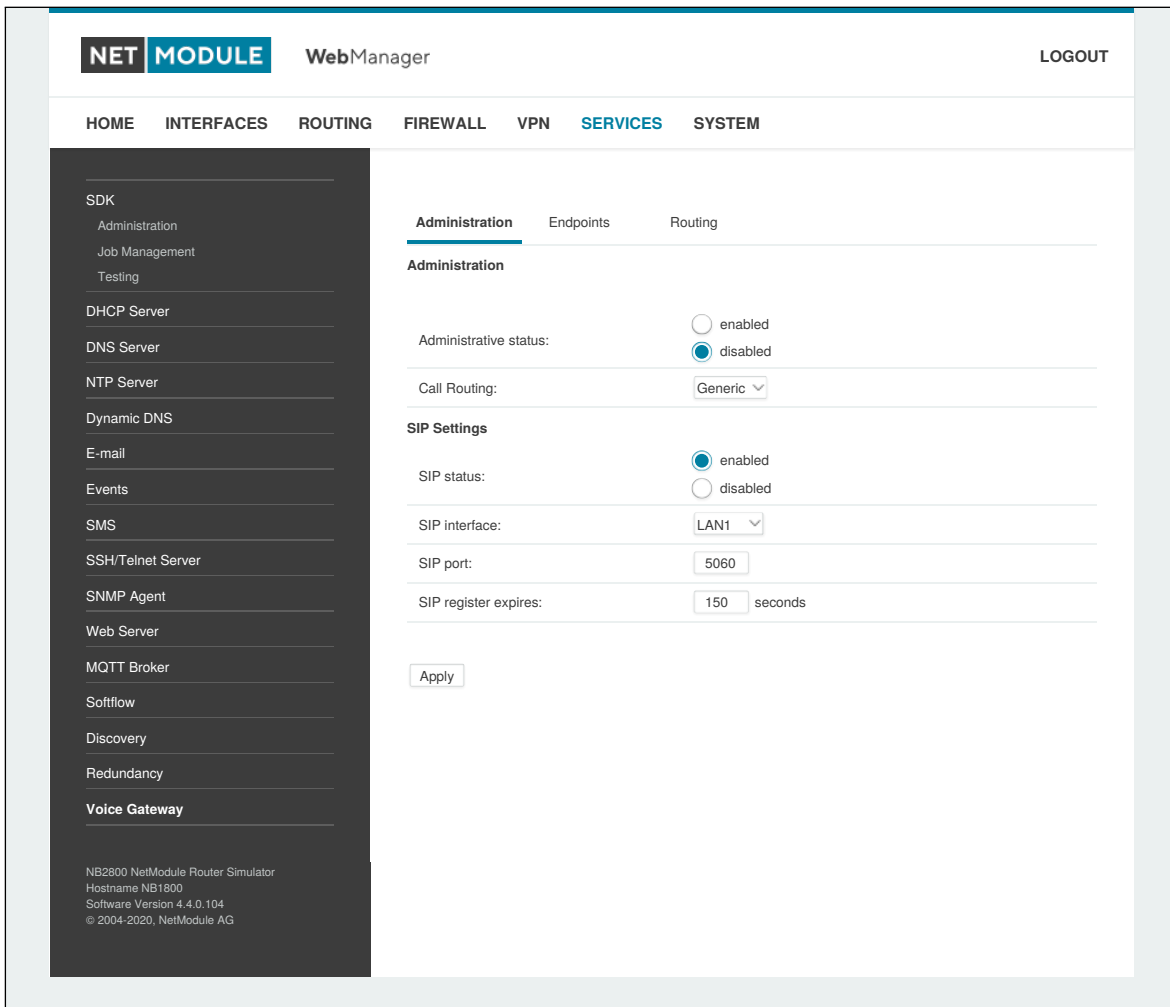 NET MODULE WebManager LOGOUT
HOME INTERFACES ROUTING FIREWALL VPN SERVICES SYSTEM
SDK
Administration
Job Management
Testing
DHCP Server
DNS Server
NTP Server
Dynamic DNS
E-mail
Events
SMS
SSH/Telnet Server
SNMP Agent
Web Server
MQTT Broker
Softflow
Discovery
Redundancy
Voice Gateway
NB2800 NetModule Router Simulator
Hostname NB1800
Software Version 4.4.0.104
© 2004-2020, NetModule AG
Administration Endpoints Routing
Administration
Administrative status:
enabled
disabled
Call Routing: Generic
SIP Settings
SIP status:
enabled
disabled
SIP interface: LAN1
SIP port: 5060
SIP register expires: 150 seconds
Apply